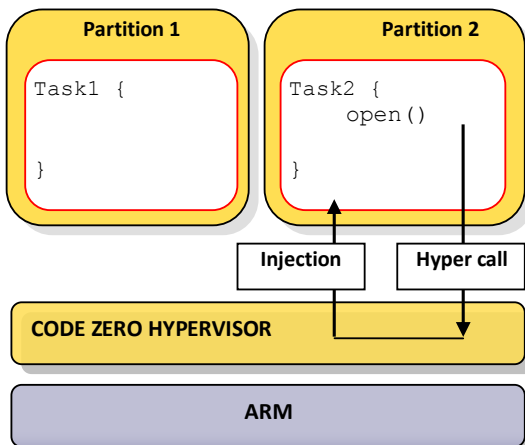 Partition 1
Task1 {
}
Partition 2
Task2 {
open()
}
Injection
Hyper call
CODE ZERO HYPERVISOR
ARM